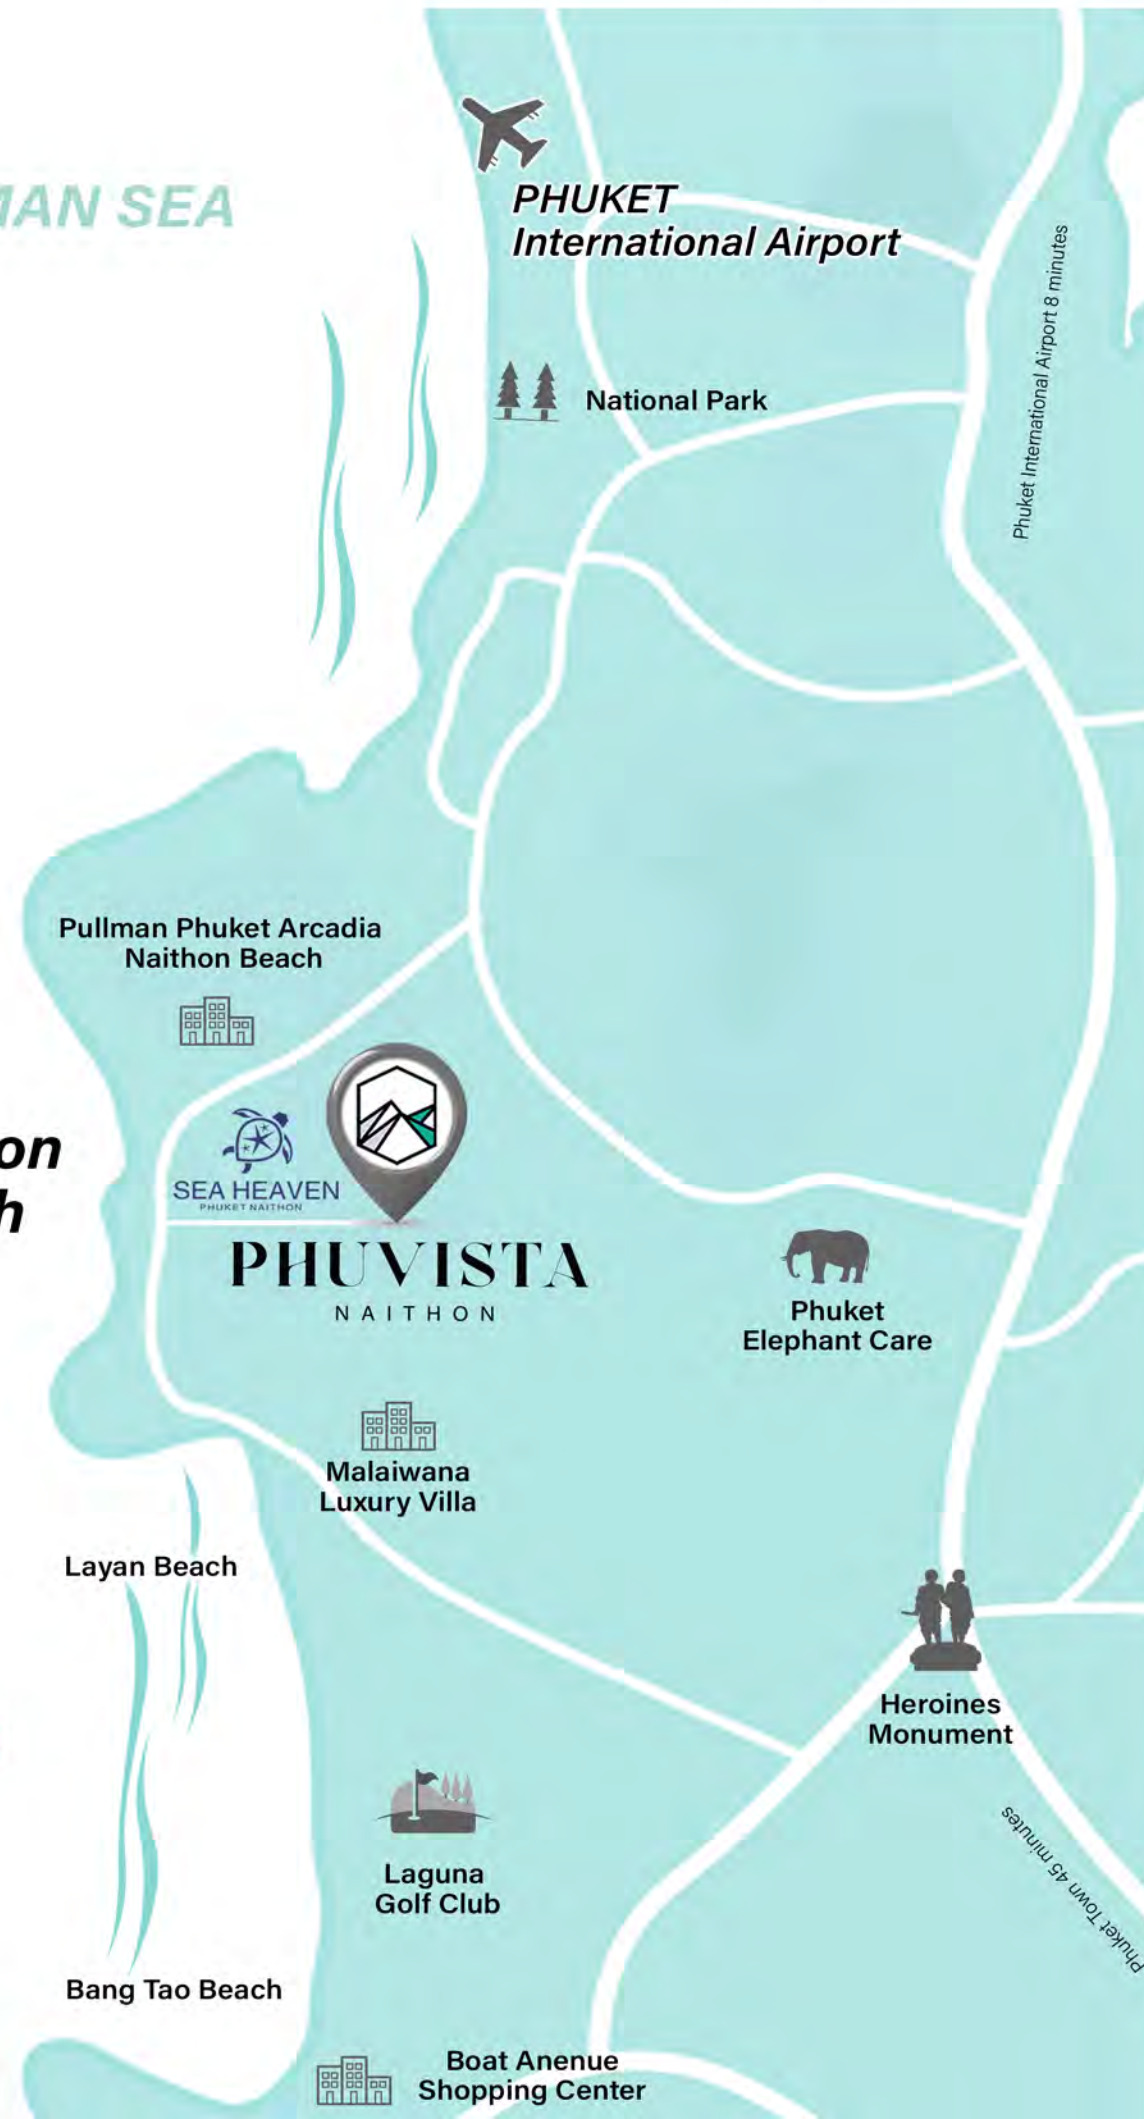 MAN SEA
PHUKET
International Airport
Phuket International Airport 8 minutes
National Park
Pullman Phuket Arcadia
Naithon Beach
on
h
SEA HEAVEN
PHUKET NAITHON
PHUVISTA
NAITHON
Phuket
Elephant Care
Malaiwana
Luxury Villa
Layan Beach
Heroines
Monument
Phuket Town 45 minutes
Laguna
Golf Club
Bang Tao Beach
Boat Anenue
Shopping Center